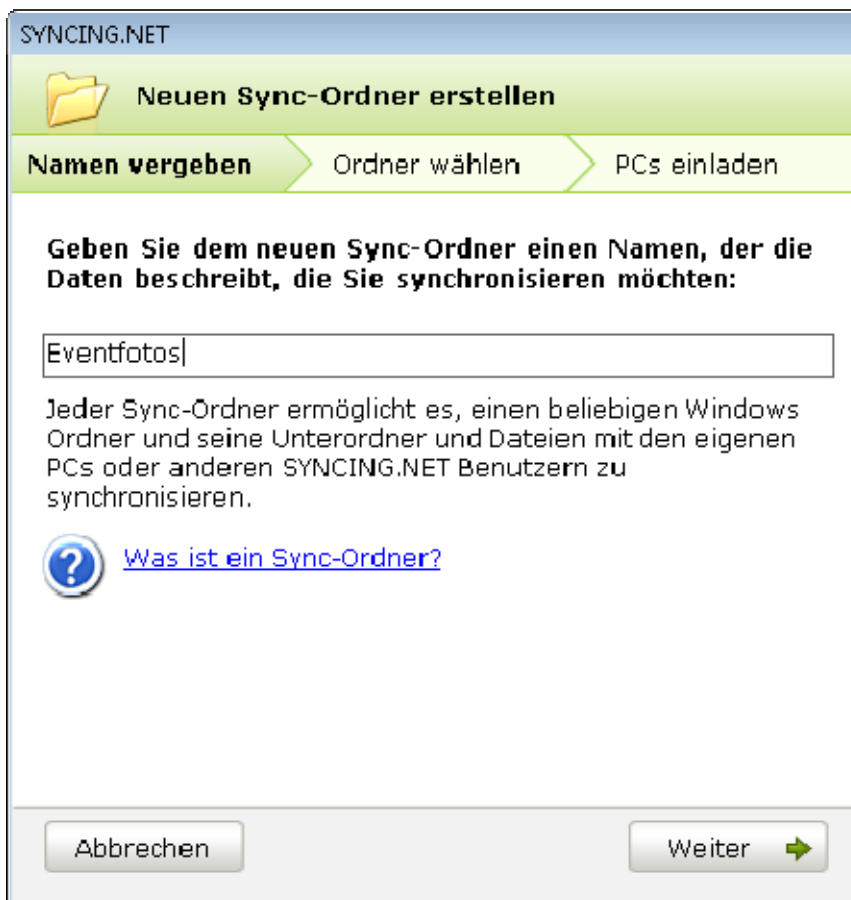 SYNCING.NET
Neuen Sync-Ordner erstellen
Namen vergeben Ordner wählen PCs einladen
Geben Sie dem neuen Sync-Ordner einen Namen, der die
Daten beschreibt, die Sie synchronisieren möchten:
Eventfotos
Jeder Sync-Ordner ermöglicht es, einen beliebigen Windows
Ordner und seine Unterordner und Dateien mit den eigenen
PCs oder anderen SYNCING.NET Benutzern zu
synchronisieren.
Was ist ein Sync-Ordner?
Abbrechen Weiter